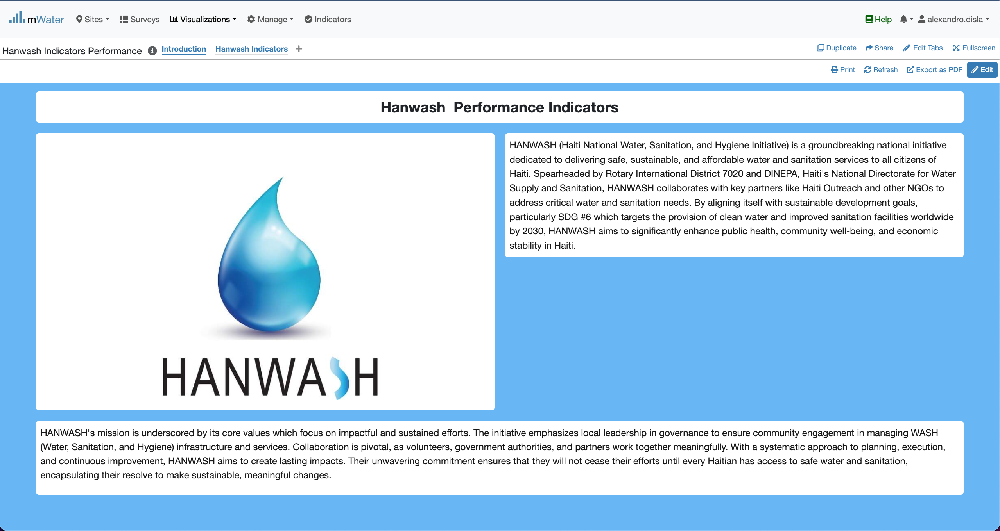 mWater Sites Surveys Visualizations Manage Indicators Help alexandro.disla
Hanwash Indicators Performance Introduction Hanwash Indicators + Duplicate Share Edit Tabs Fullscreen
Print Refresh Export as PDF Edit
Hanwash  Performance Indicators
HANWASH
HANWASH (Haiti National Water, Sanitation, and Hygiene Initiative) is a groundbreaking national initiative
dedicated to delivering safe, sustainable, and affordable water and sanitation services to all citizens of
Haiti. Spearheaded by Rotary International District 7020 and DINEPA, Haiti's National Directorate for Water
Supply and Sanitation, HANWASH collaborates with key partners like Haiti Outreach and other NGOs to
address critical water and sanitation needs. By aligning itself with sustainable development goals,
particularly SDG #6 which targets the provision of clean water and improved sanitation facilities worldwide
by 2030, HANWASH aims to significantly enhance public health, community well-being, and economic
stability in Haiti.
HANWASH's mission is underscored by its core values which focus on impactful and sustained efforts. The initiative emphasizes local leadership in governance to ensure community engagement in managing WASH
(Water, Sanitation, and Hygiene) infrastructure and services. Collaboration is pivotal, as volunteers, government authorities, and partners work together meaningfully. With a systematic approach to planning, execution,
and continuous improvement, HANWASH aims to create lasting impacts. Their unwavering commitment ensures that they will not cease their efforts until every Haitian has access to safe water and sanitation,
encapsulating their resolve to make sustainable, meaningful changes.